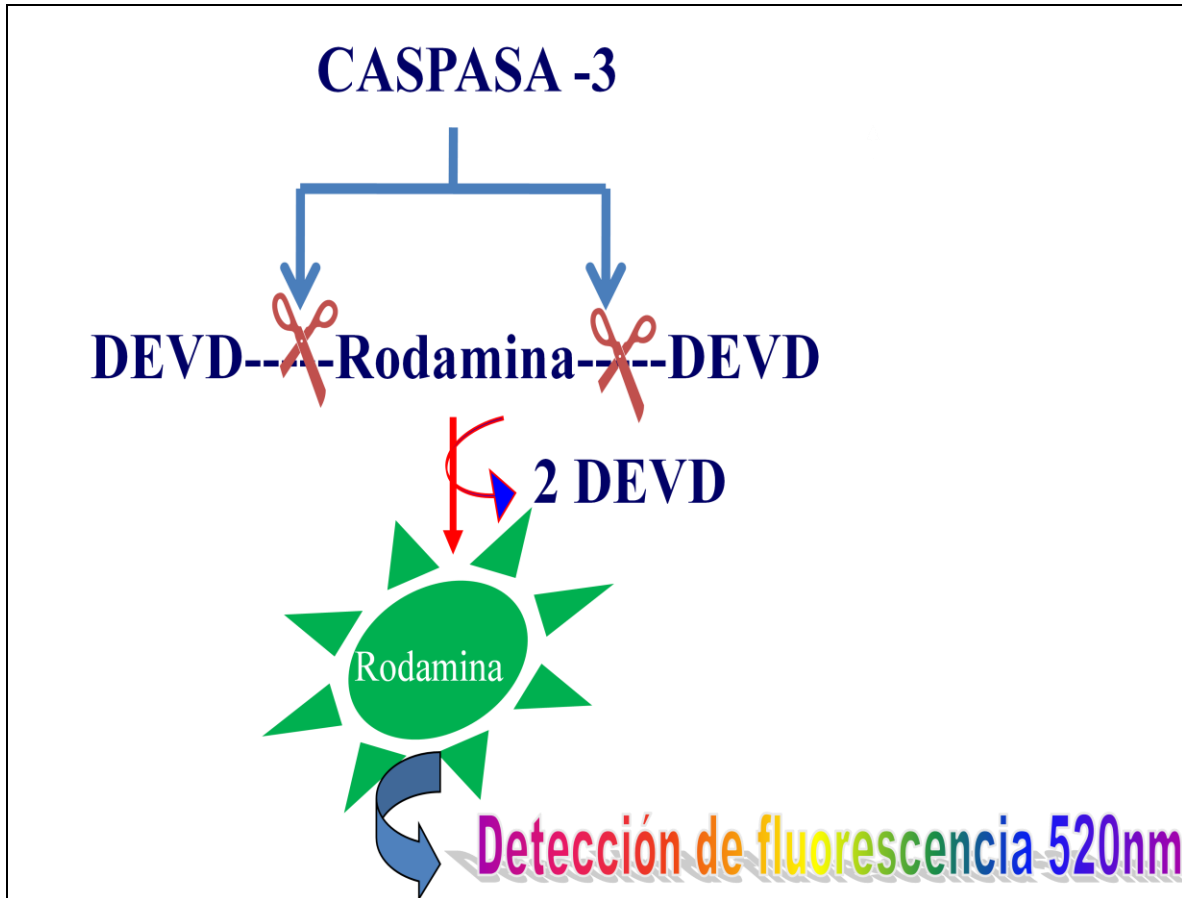 CASPASA -3
DEVD-----Rodamina-----DEVD
2 DEVD
Rodamina
Detección de fluorescencia 520nm